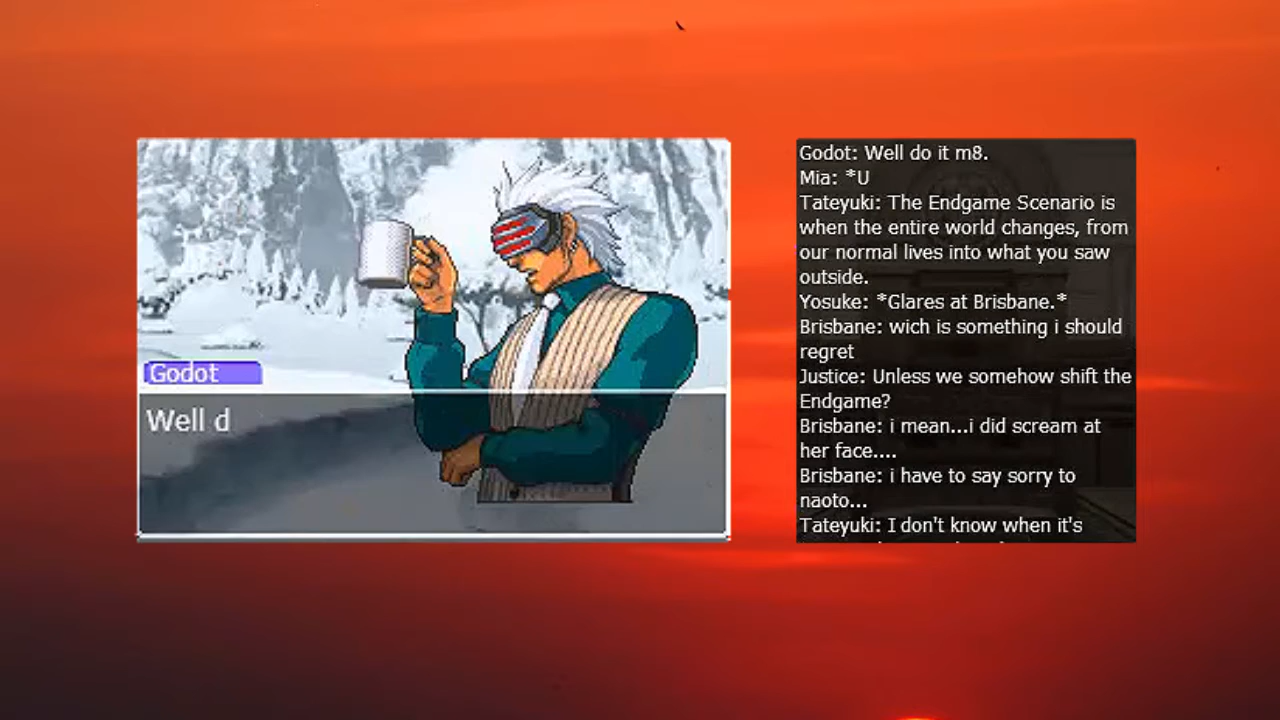 Godot
Well d
Godot: Well do it m8.
Mia: *U
Tateyuki: The Endgame Scenario is
when the entire world changes, from
our normal lives into what you saw
outside.
Yosuke: *Glares at Brisbane.*
Brisbane: wich is something i should
regret
Justice: Unless we somehow shift the
Endgame?
Brisbane: i mean...i did scream at
her face....
Brisbane: i have to say sorry to
naoto...
Tateyuki: I don't know when it's